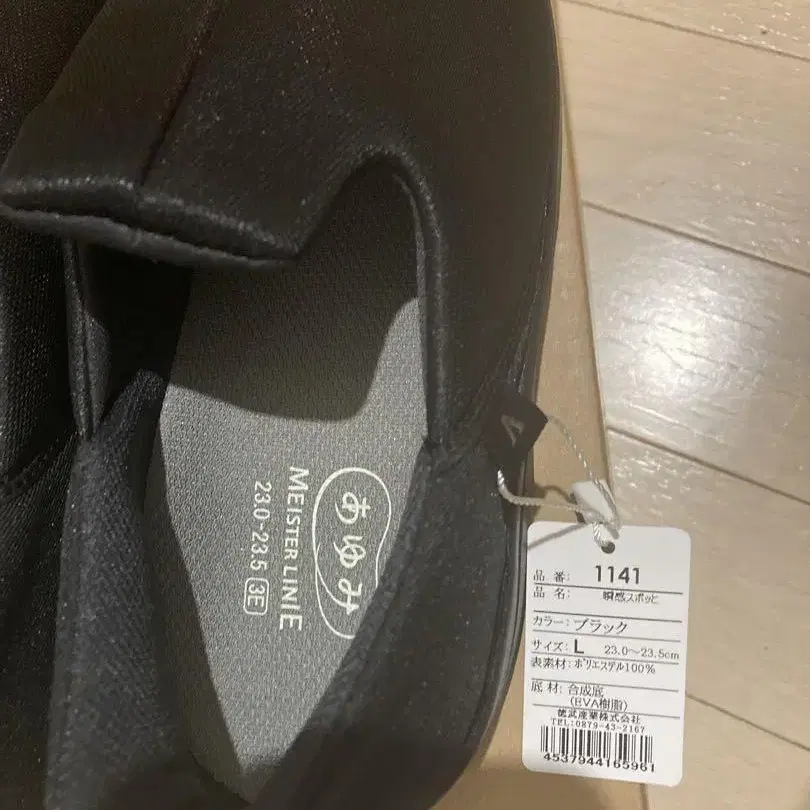 あゆみ
MEISTER LINIE
23.0-23.5 3E
品番: 1141
品名: 瞬感スポッと
カラー: ブラック
サイズ: L 23.0～23.5cm
表素材: ポリエステル100%
底材: 合成底
(EVA樹脂)
徳武産業株式会社
TEL:0879-43-2167
4537944165961